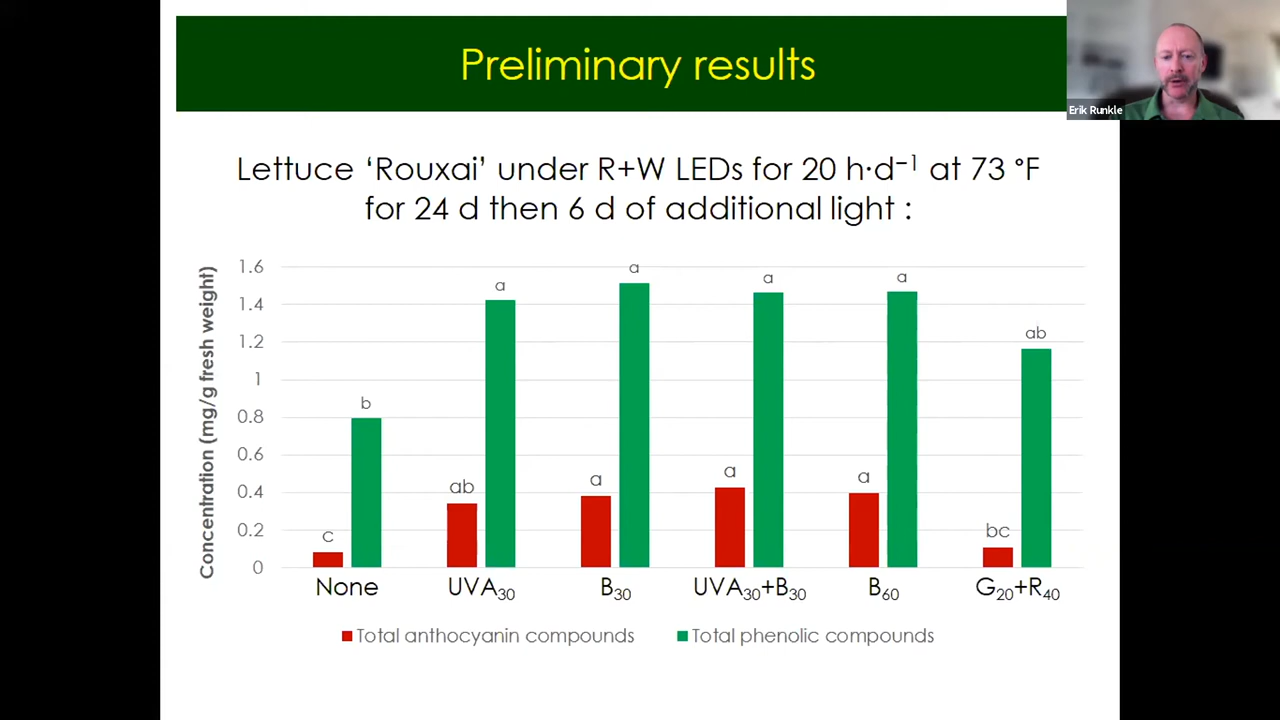 Preliminary results
Erik Runkle
Lettuce ‘Rouxai’ under R+W LEDs for 20 h·d⁻¹ at 73 °F
for 24 d then 6 d of additional light :
Concentration (mg/g fresh weight)
1.6
1.4
1.2
1
0.8
0.6
0.4
0.2
0
c b ab a a a a a a a bc ab
None UVA₃₀ B₃₀ UVA₃₀+B₃₀ B₆₀ G₂₀+R₄₀
Total anthocyanin compounds Total phenolic compounds